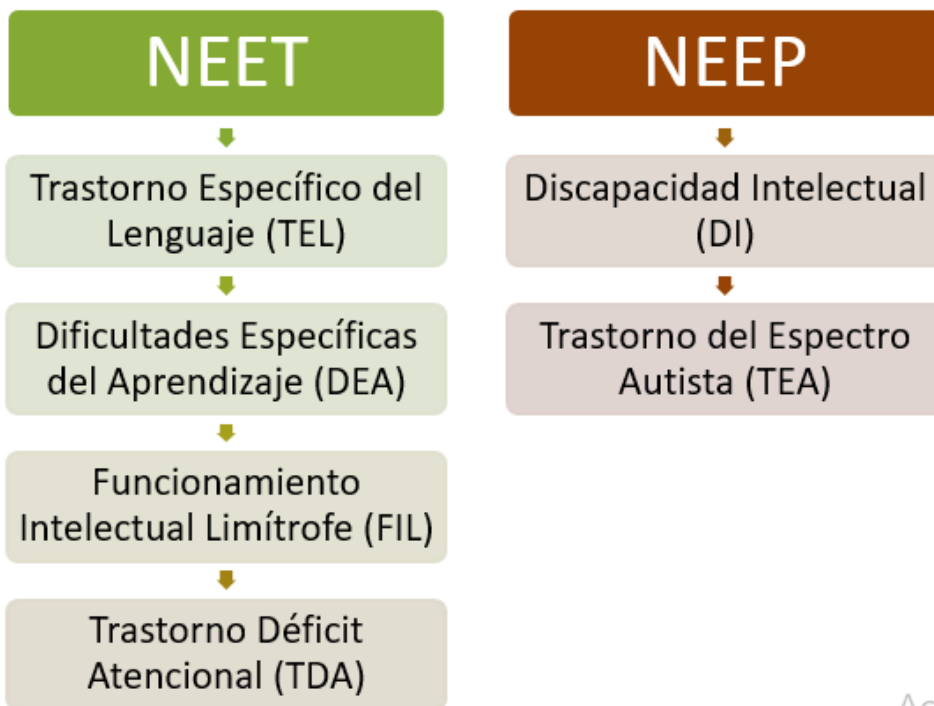 NEET
Trastorno Específico del
Lenguaje (TEL)
Dificultades Específicas
del Aprendizaje (DEA)
Funcionamiento
Intelectual Limítrofe (FIL)
Trastorno Déficit
Atencional (TDA)
NEEP
Discapacidad Intelectual
(DI)
Trastorno del Espectro
Autista (TEA)